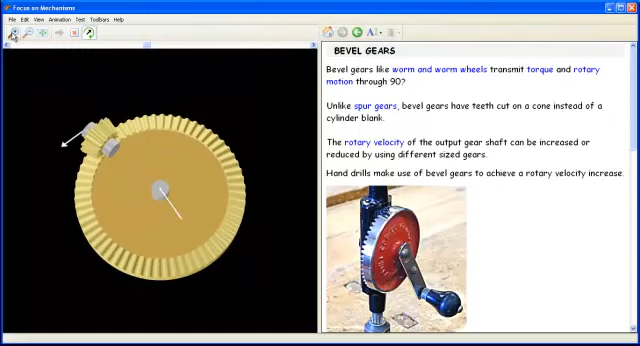 Focus on Mechanisms
File Edit View Animation Test Toolbars Help
BEVEL GEARS
Bevel gears like worm and worm wheels transmit torque and rotary
motion through 90?
Unlike spur gears, bevel gears have teeth cut on a cone instead of a
cylinder blank.
The rotary velocity of the output gear shaft can be increased or
reduced by using different sized gears.
Hand drills make use of bevel gears to achieve a rotary velocity increase.